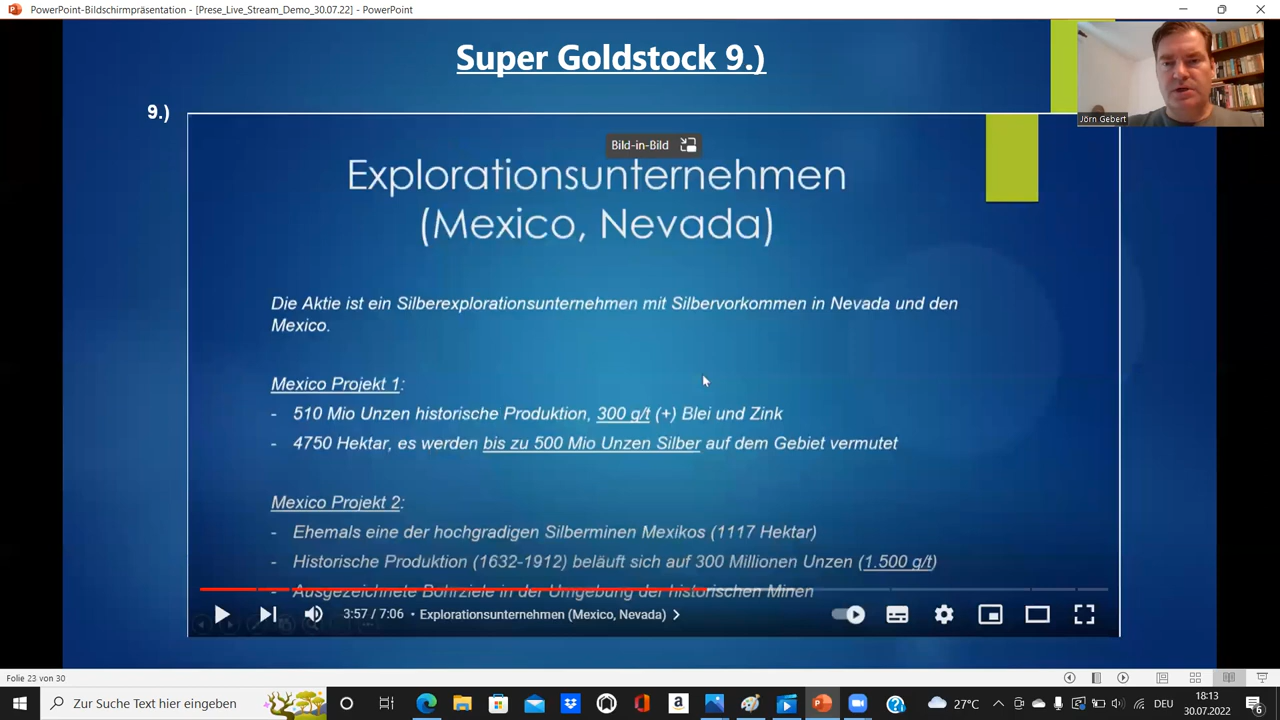 PowerPoint-Bildschirmpräsentation - [Prese_Live_Stream_Demo_30.07.22] - PowerPoint
Super Goldstock 9.)
Jörn Gebert
9.)
Bild-in-Bild
Explorationsunternehmen
(Mexico, Nevada)
Die Aktie ist ein Silberexplorationsunternehmen mit Silbervorkommen in Nevada und den
Mexico.
Mexico Projekt 1:
- 510 Mio Unzen historische Produktion, 300 g/t (+) Blei und Zink
- 4750 Hektar, es werden bis zu 500 Mio Unzen Silber auf dem Gebiet vermutet
Mexico Projekt 2:
- Ehemals eine der hochgradigen Silberminen Mexikos (1117 Hektar)
- Historische Produktion (1632-1912) beläuft sich auf 300 Millionen Unzen (1.500 g/t)
- Ausgezeichnete Bohrziele in der Umgebung der historischen Minen
3:57 / 7:06 • Explorationsunternehmen (Mexico, Nevada)
Folie 23 von 30
Zur Suche Text hier eingeben
27°C
DEU
18:13
30.07.2022
6